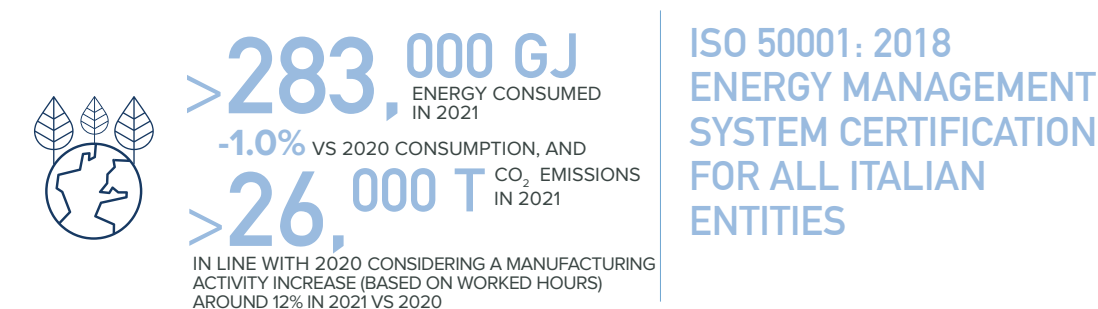 >283,000 GJ
ENERGY CONSUMED
IN 2021
-1.0% VS 2020 CONSUMPTION, AND
>26,000 T
CO2 EMISSIONS
IN 2021
IN LINE WITH 2020 CONSIDERING A MANUFACTURING
ACTIVITY INCREASE (BASED ON WORKED HOURS)
AROUND 12% IN 2021 VS 2020
ISO 50001: 2018
ENERGY MANAGEMENT
SYSTEM CERTIFICATION
FOR ALL ITALIAN
ENTITIES